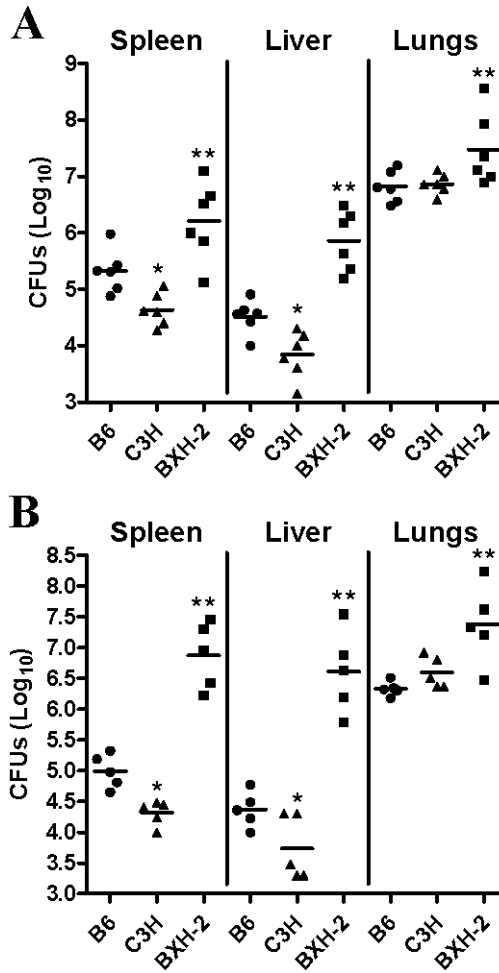 A
Spleen Liver Lungs
CFUs (Log10)
9
8
7
6
5
4
3
* ** * ** **
B6 C3H BXH-2 B6 C3H BXH-2 B6 C3H BXH-2
B
Spleen Liver Lungs
CFUs (Log10)
8.5
8.0
7.5
7.0
6.5
6.0
5.5
5.0
4.5
4.0
3.5
3.0
* ** * ** **
B6 C3H BXH-2 B6 C3H BXH-2 B6 C3H BXH-2